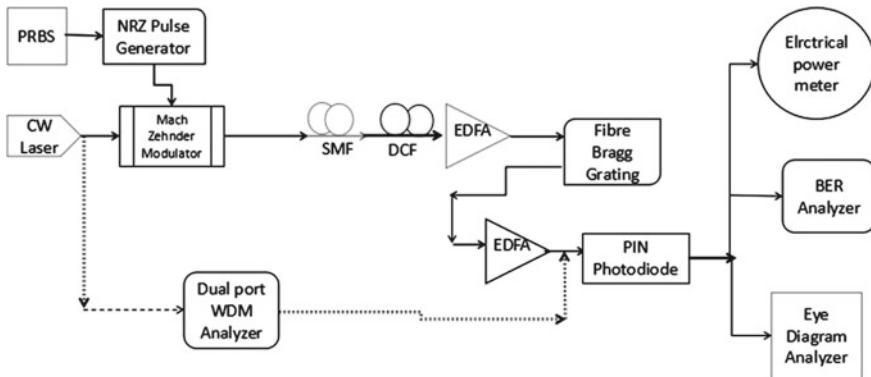 PRBS
NRZ Pulse
Generator
Elrctrical
power
meter
CW
Laser
Mach
Zehnder
Modulator
SMF
DCF
EDFA
Fibre
Bragg
Grating
BER
Analyzer
EDFA
PIN
Photodiode
Dual port
WDM
Analyzer
Eye
Diagram
Analyzer